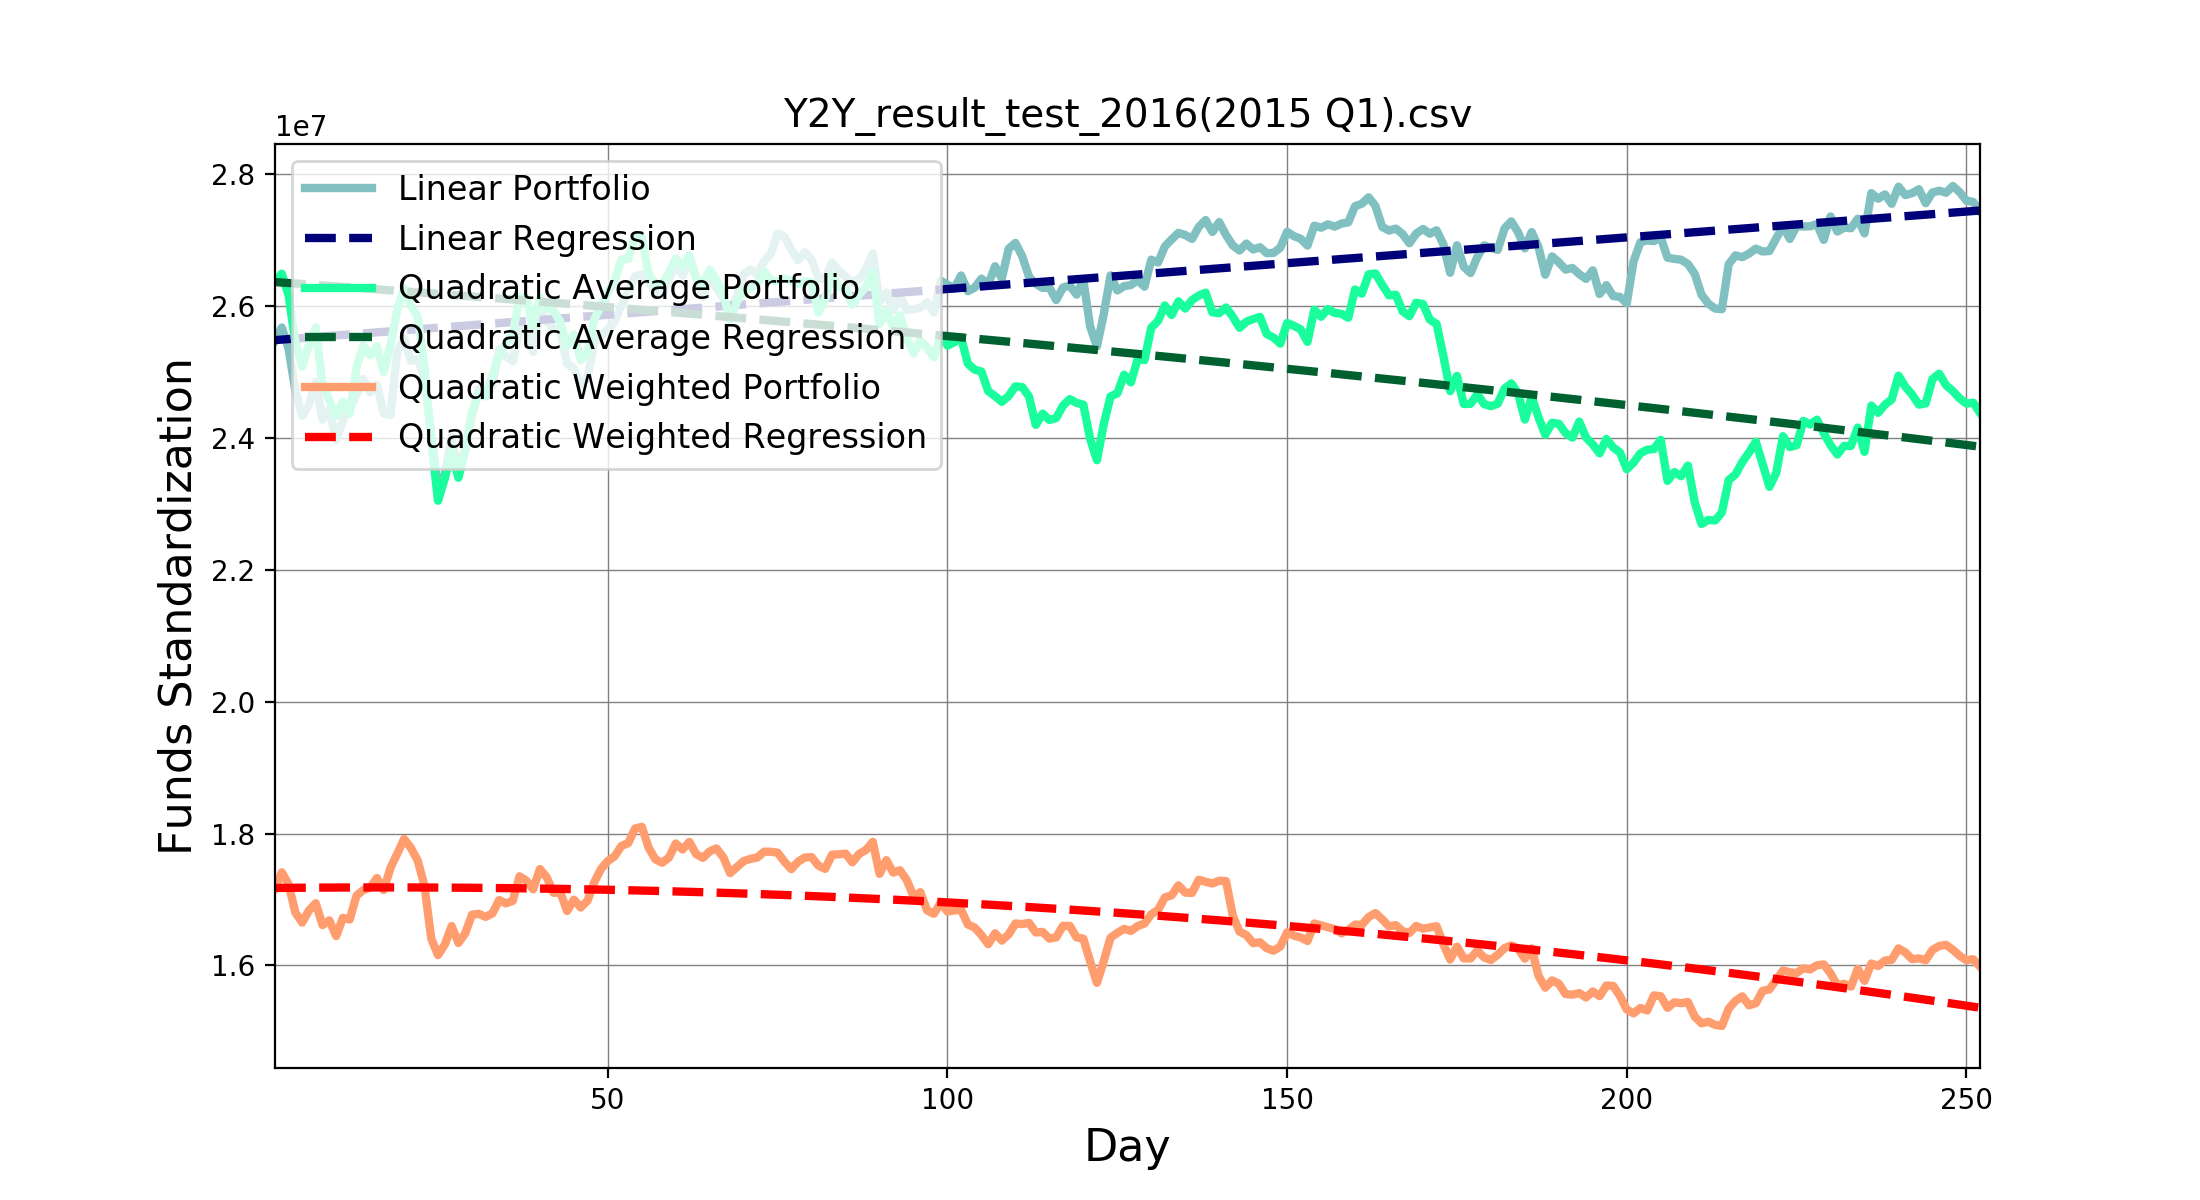 Y2Y_result_test_2016(2015 Q1).csv
1e7
2.8
2.6
2.4
2.2
2.0
1.8
1.6
Funds Standardization
Linear Portfolio
Linear Regression
Quadratic Average Portfolio
Quadratic Average Regression
Quadratic Weighted Portfolio
Quadratic Weighted Regression
50 100 150 200 250
Day